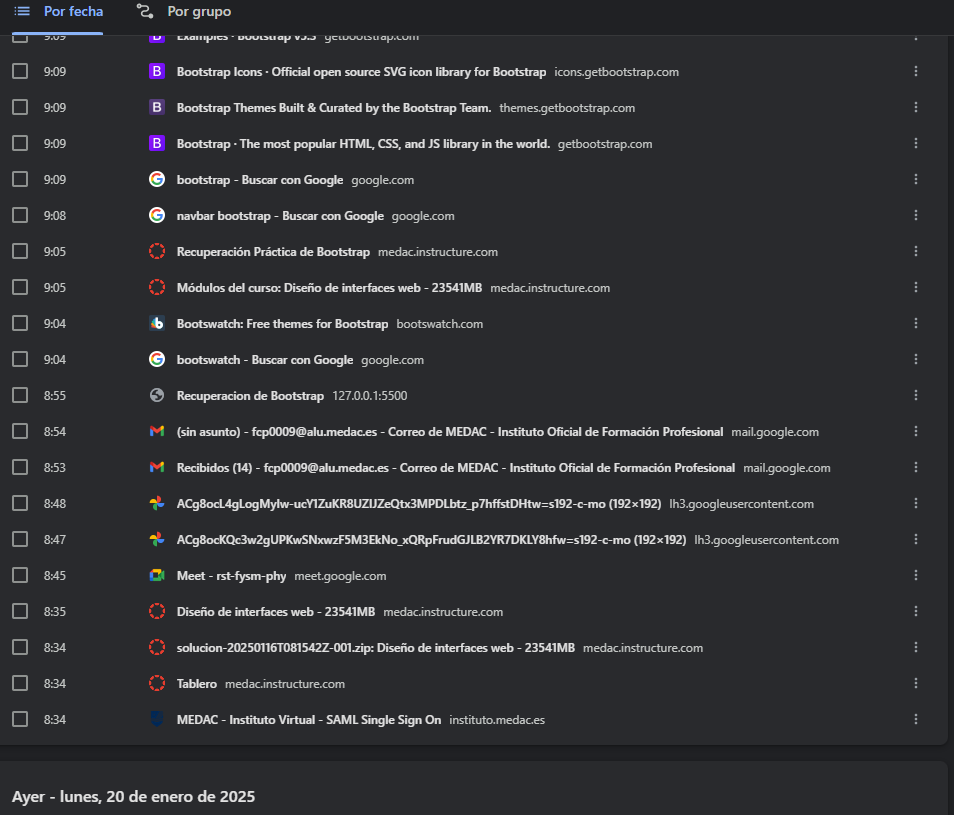 Por fecha Por grupo
9:09 Examples · Bootstrap v5.3 getbootstrap.com
9:09 Bootstrap Icons · Official open source SVG icon library for Bootstrap icons.getbootstrap.com
9:09 Bootstrap Themes Built & Curated by the Bootstrap Team. themes.getbootstrap.com
9:09 Bootstrap · The most popular HTML, CSS, and JS library in the world. getbootstrap.com
9:09 bootstrap - Buscar con Google google.com
9:08 navbar bootstrap - Buscar con Google google.com
9:05 Recuperación Práctica de Bootstrap medac.instructure.com
9:05 Módulos del curso: Diseño de interfaces web - 23541MB medac.instructure.com
9:04 Bootswatch: Free themes for Bootstrap bootswatch.com
9:04 bootswatch - Buscar con Google google.com
8:55 Recuperacion de Bootstrap 127.0.0.1:5500
8:54 (sin asunto) - fcp0009@alu.medac.es - Correo de MEDAC - Instituto Oficial de Formación Profesional mail.google.com
8:53 Recibidos (14) - fcp0009@alu.medac.es - Correo de MEDAC - Instituto Oficial de Formación Profesional mail.google.com
8:48 ACg8ocL4gLogMylw-ucY1ZuKR8UZIJZeQtx3MPDLbtz_p7hffstDHtw=s192-c-mo (192×192) lh3.googleusercontent.com
8:47 ACg8ocKQc3w2gUPKwSNxwzF5M3EkNo_xQRpFrudGJLB2YR7DKLY8hfw=s192-c-mo (192×192) lh3.googleusercontent.com
8:45 Meet - rst-fysm-phy meet.google.com
8:35 Diseño de interfaces web - 23541MB medac.instructure.com
8:34 solucion-20250116T081542Z-001.zip: Diseño de interfaces web - 23541MB medac.instructure.com
8:34 Tablero medac.instructure.com
8:34 MEDAC - Instituto Virtual - SAML Single Sign On instituto.medac.es
Ayer - lunes, 20 de enero de 2025